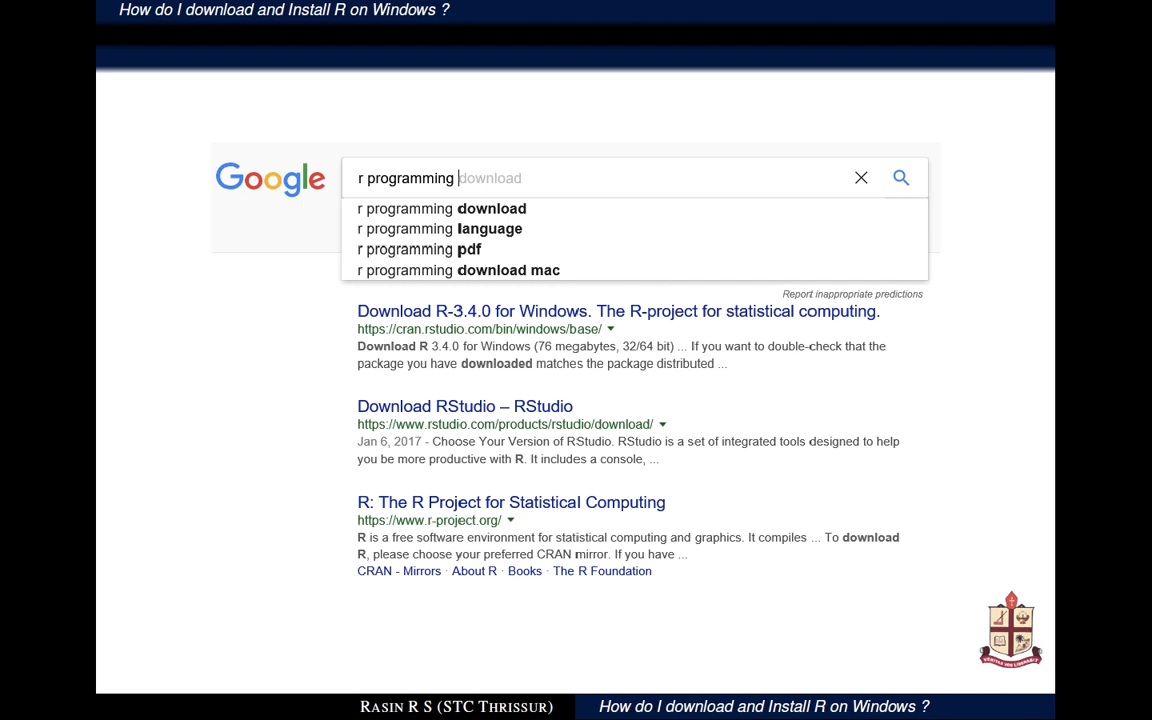 How do I download and Install R on Windows ?
Google
r programming download
r programming download
r programming language
r programming pdf
r programming download mac
Report inappropriate predictions
Download R-3.4.0 for Windows. The R-project for statistical computing.
https://cran.rstudio.com/bin/windows/base/
Download R 3.4.0 for Windows (76 megabytes, 32/64 bit) ... If you want to double-check that the
package you have downloaded matches the package distributed ...
Download RStudio – RStudio
https://www.rstudio.com/products/rstudio/download/
Jan 6, 2017 - Choose Your Version of RStudio. RStudio is a set of integrated tools designed to help
you be more productive with R. It includes a console, ...
R: The R Project for Statistical Computing
https://www.r-project.org/
R is a free software environment for statistical computing and graphics. It compiles ... To download
R, please choose your preferred CRAN mirror. If you have ...
CRAN - Mirrors · About R · Books · The R Foundation
RASIN R S (STC THRISSUR)
How do I download and Install R on Windows ?